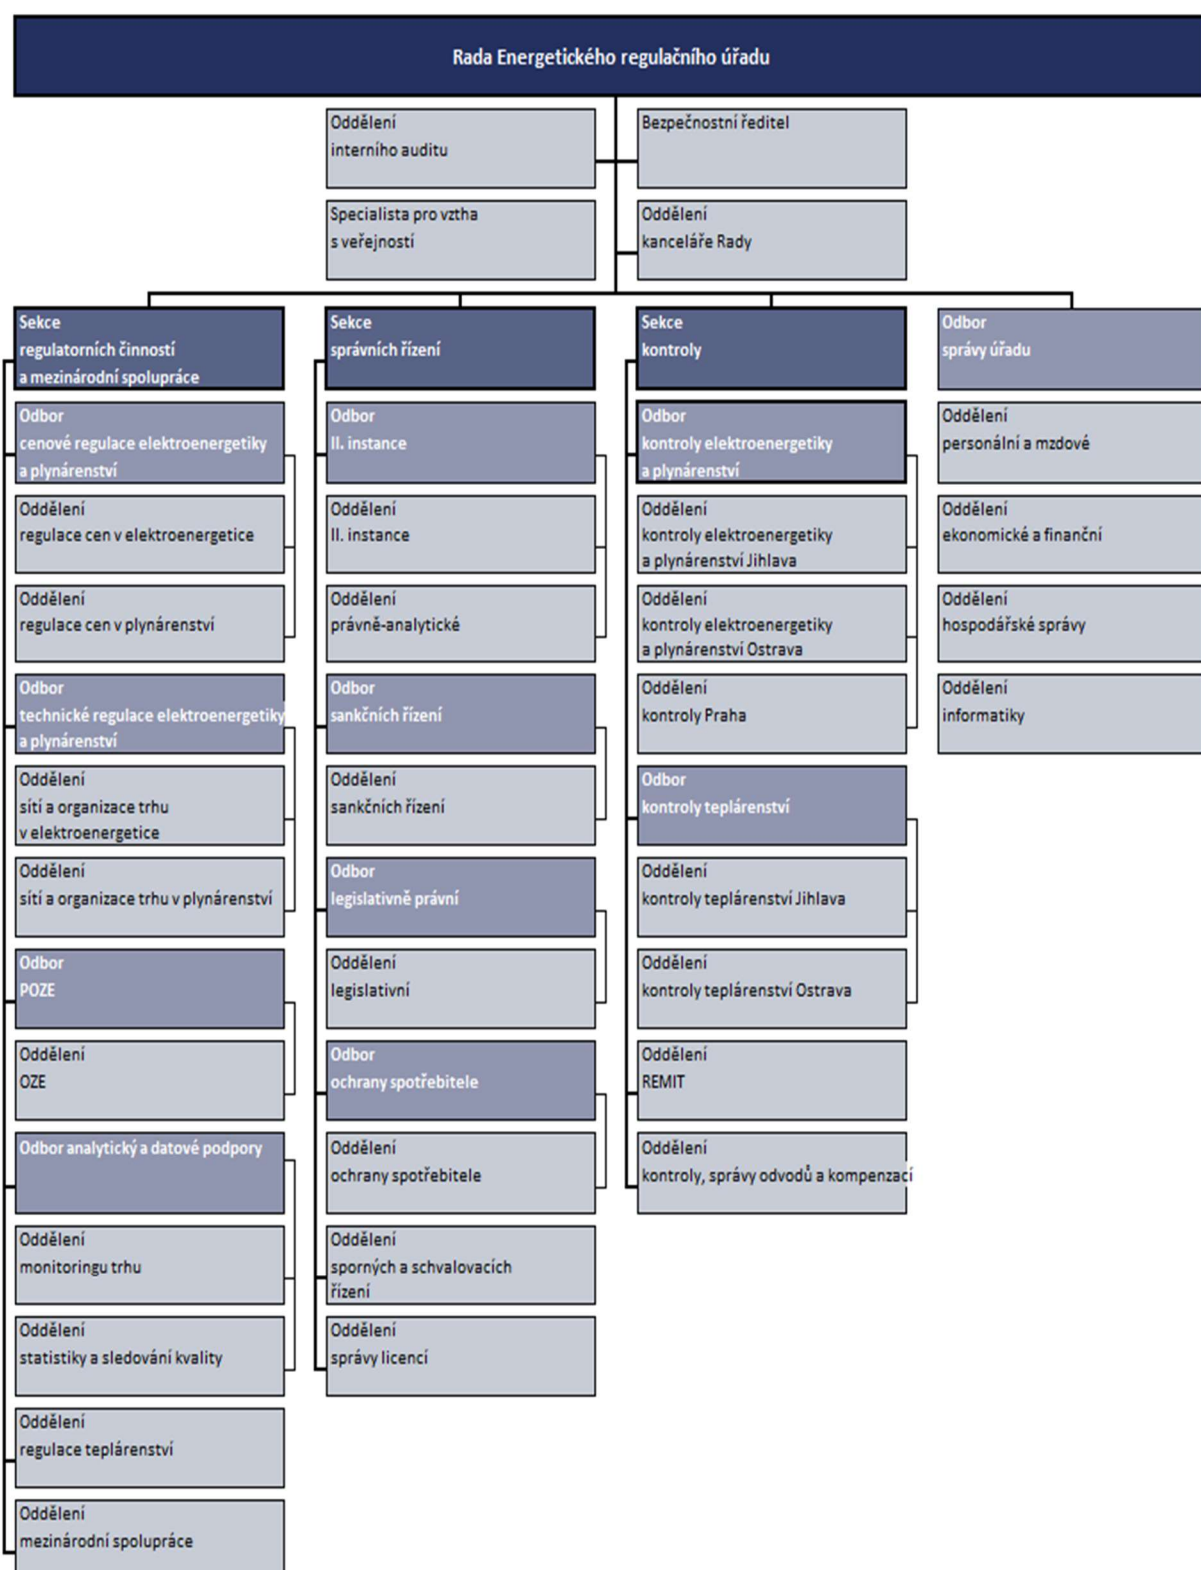 Rada Energetického regulačního úřadu
Oddělení
interního auditu
Bezpečnostní ředitel
Specialista pro vztha
s veřejností
Oddělení
kanceláře Rady
Sekce
regulatorních činností
a mezinárodní spolupráce
Odbor
cenové regulace elektroenergetiky
a plynárenství
Oddělení
regulace cen v elektroenergetice
Oddělení
regulace cen v plynárenství
Odbor
technické regulace elektroenergetiky
a plynárenství
Oddělení
sítí a organizace trhu
v elektroenergetice
Oddělení
sítí a organizace trhu v plynárenství
Odbor
POZE
Oddělení
OZE
Odbor analytický a datové podpory
Oddělení
monitoringu trhu
Oddělení
statistiky a sledování kvality
Oddělení
regulace teplárenství
Oddělení
mezinárodní spolupráce
Sekce
správních řízení
Odbor
II. instance
Oddělení
II. instance
Oddělení
právně-analytické
Odbor
sankčních řízení
Oddělení
sankčních řízení
Odbor
legislativně právní
Oddělení
legislativní
Odbor
ochrany spotřebitele
Oddělení
ochrany spotřebitele
Oddělení
sporných a schvalovacích
řízení
Oddělení
správy licencí
Sekce
kontroly
Odbor
kontroly elektroenergetiky
a plynárenství
Oddělení
kontroly elektroenergetiky
a plynárenství Jihlava
Oddělení
kontroly elektroenergetiky
a plynárenství Ostrava
Oddělení
kontroly Praha
Odbor
kontroly teplárenství
Oddělení
kontroly teplárenství Jihlava
Oddělení
kontroly teplárenství Ostrava
Oddělení
REMIT
Oddělení
kontroly, správy odvodů a kompenzací
Odbor
správy úřadu
Oddělení
personální a mzdové
Oddělení
ekonomické a finanční
Oddělení
hospodářské správy
Oddělení
informatiky